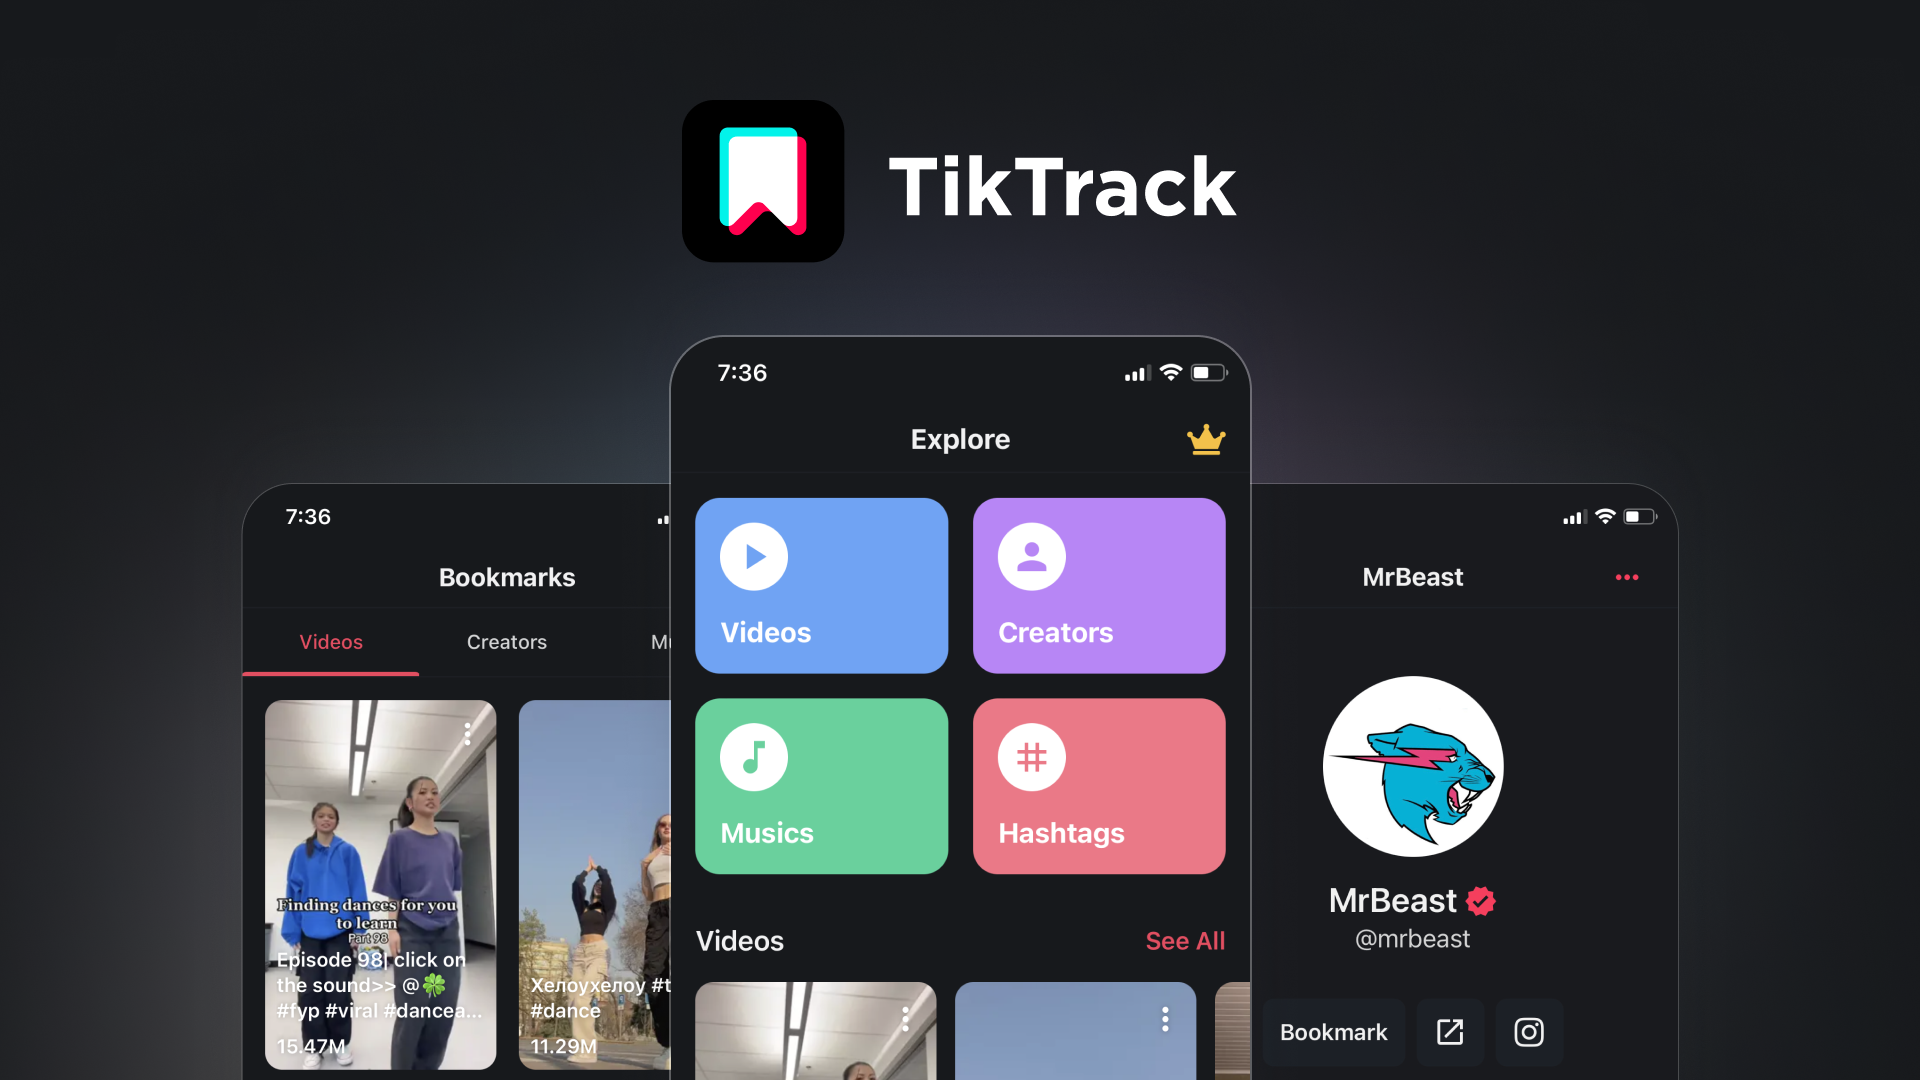 TikTrack
7:36
Bookmarks
Videos
Creators
Finding dances for you
to learn
Part 98
Episode 98| click on
the sound>> @🍀
#fyp #viral #dancea...
15.47M
Хелоухелоу #t
#dance
11.29M
7:36
Explore
Videos
Creators
Musics
Hashtags
Videos
See All
MrBeast
MrBeast
@mrbeast
Bookmark